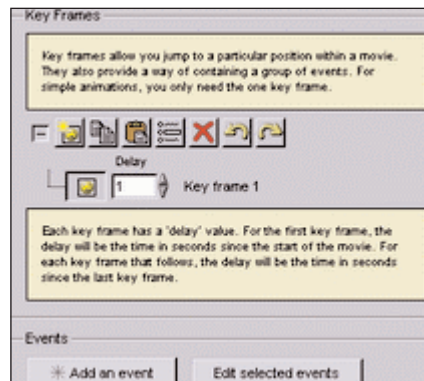 Key Frames
Key frames allow you jump to a particular position within a movie.
They also provide a way of containing a group of events. For
simple animations, you only need the one key frame.
Delay
1 Key frame 1
Each key frame has a 'delay' value. For the first key frame, the
delay will be the time in seconds since the start of the movie. For
each key frame that follows, the delay will be the time in seconds
since the last key frame.
Events
Add an event Edit selected events